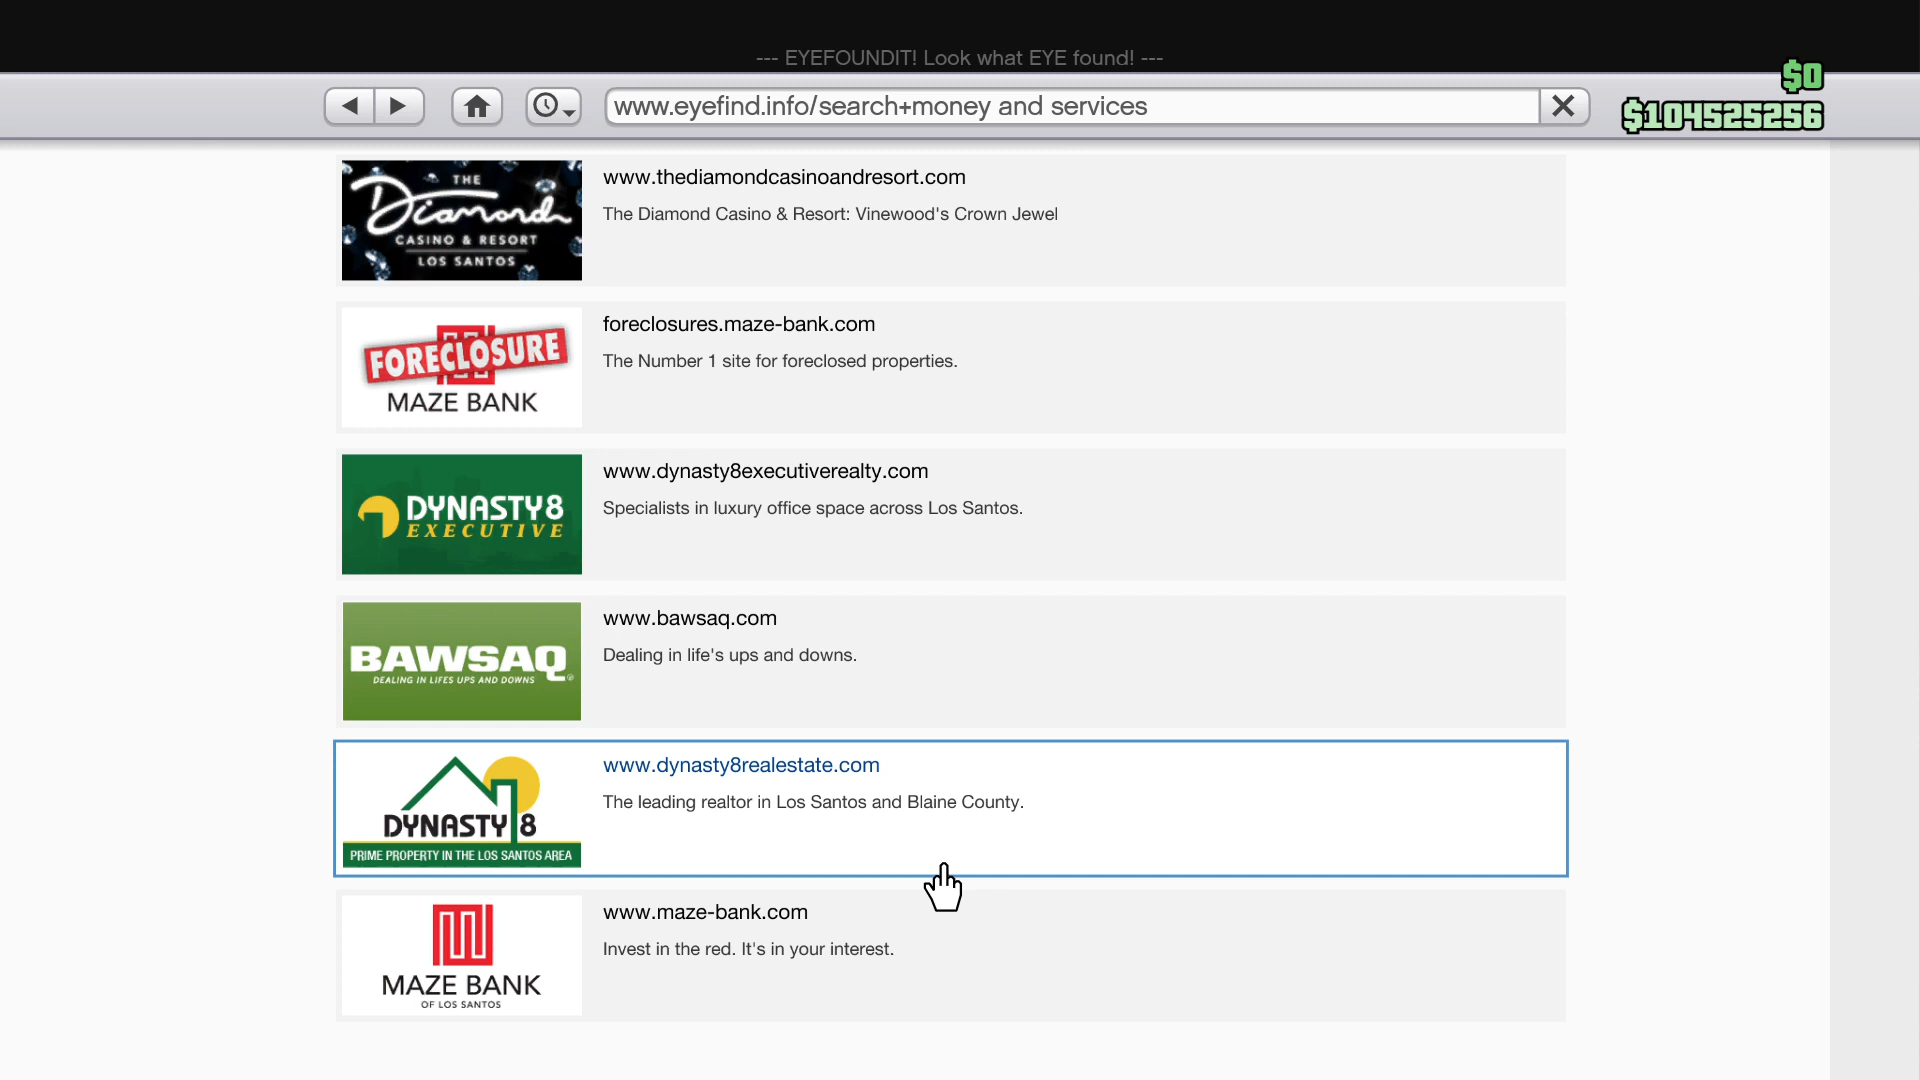 --- EYEFOUNDIT! Look what EYE found! ---
$0
www.eyefind.info/search+money and services
$104525256
THE
Diamond
CASINO & RESORT
LOS SANTOS
www.thediamondcasinoandresort.com
The Diamond Casino & Resort: Vinewood's Crown Jewel
FORECLOSURE
MAZE BANK
foreclosures.maze-bank.com
The Number 1 site for foreclosed properties.
DYNASTY 8
EXECUTIVE
www.dynasty8executiverealty.com
Specialists in luxury office space across Los Santos.
BAWSAQ
DEALING IN LIFES UPS AND DOWNS
www.bawsaq.com
Dealing in life's ups and downs.
DYNASTY 8
PRIME PROPERTY IN THE LOS SANTOS AREA
www.dynasty8realestate.com
The leading realtor in Los Santos and Blaine County.
MAZE BANK
OF LOS SANTOS
www.maze-bank.com
Invest in the red. It's in your interest.